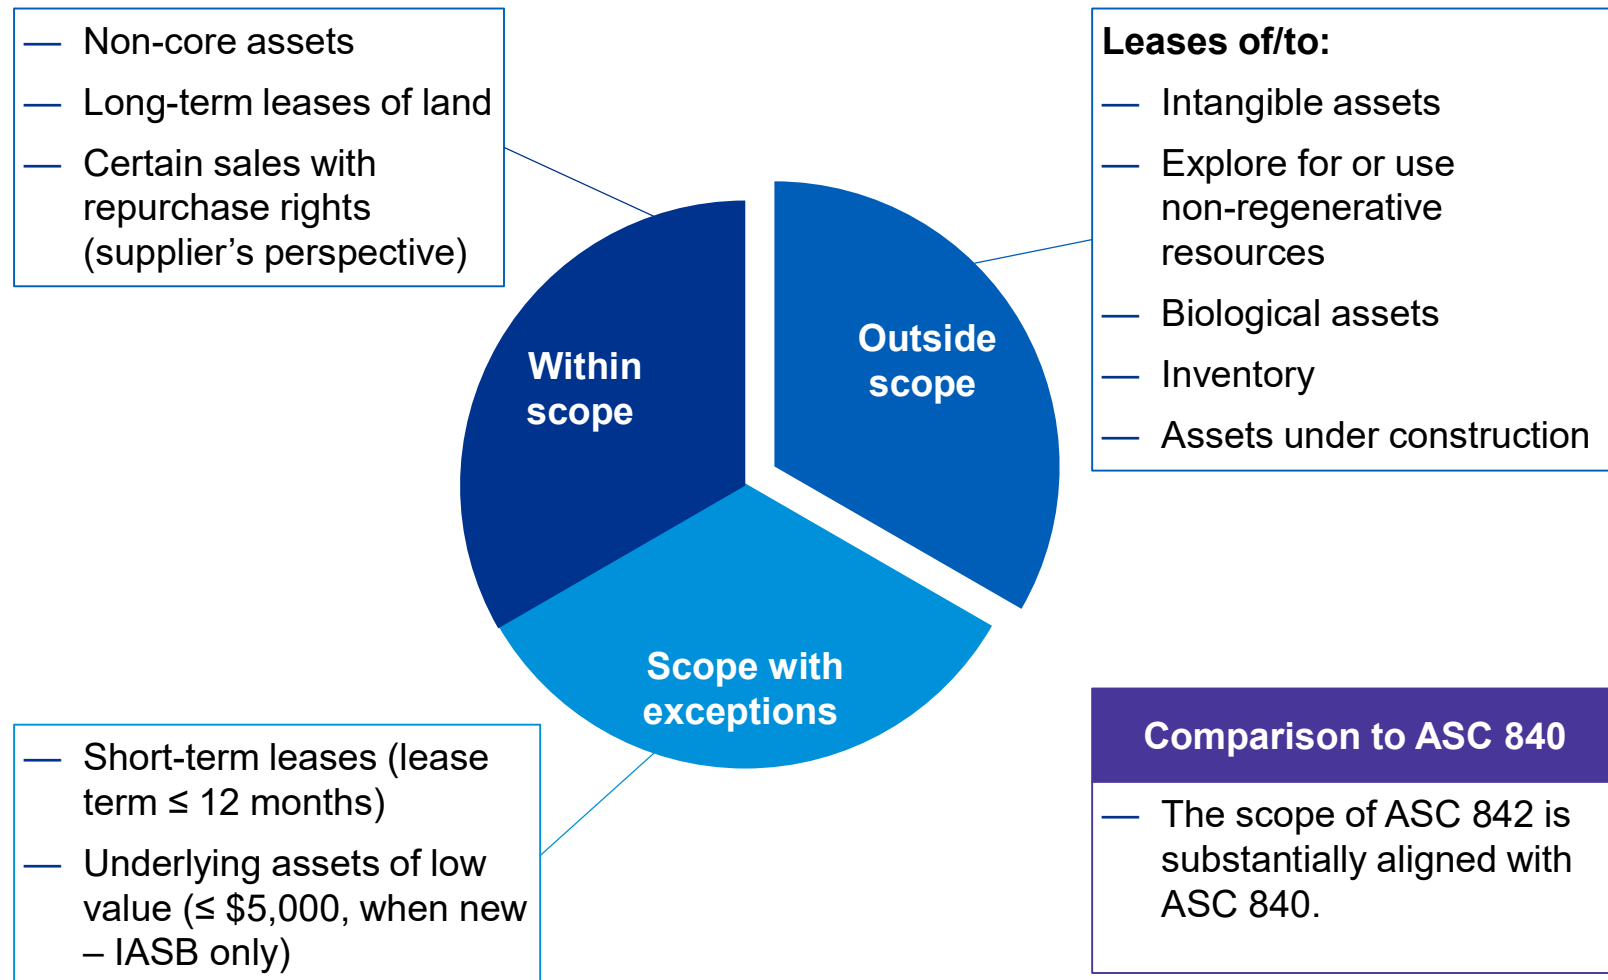 — Non-core assets
— Long-term leases of land
— Certain sales with
repurchase rights
(supplier’s perspective)
Leases of/to:
— Intangible assets
— Explore for or use
non-regenerative
resources
— Biological assets
— Inventory
— Assets under construction
Within
scope
Outside
scope
Scope with
exceptions
— Short-term leases (lease
term ≤ 12 months)
— Underlying assets of low
value (≤ $5,000, when new
– IASB only)
Comparison to ASC 840
— The scope of ASC 842 is
substantially aligned with
ASC 840.